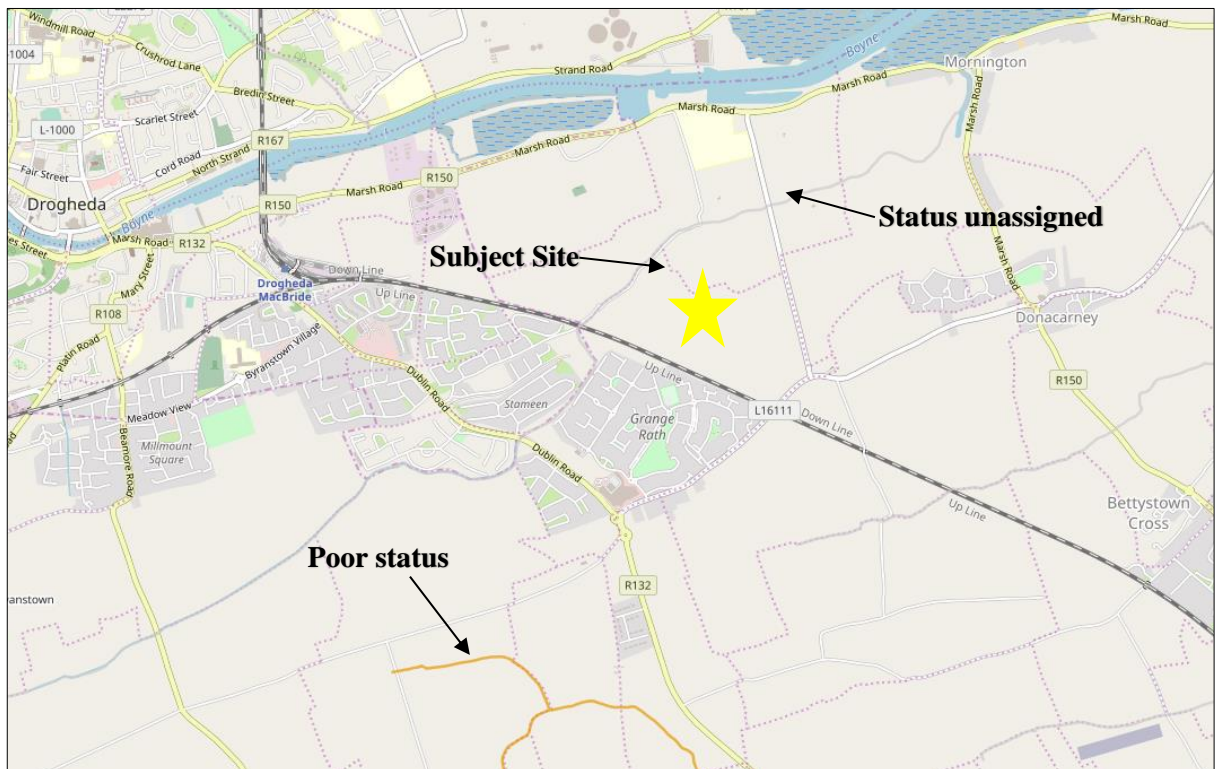 Windmill Road
-1004
Crushrod Lane
Bredin Street
Scarlet Street
L-1000
Cord Road
R167
Fair Street
North Strand
Drogheda
Boyne
Marsh Road
R132
R150
Mary Street
R108
Platin Road
Drogheda
MacBride
Down Line
Up Line
Marsh Road
R150
Marsh Road
Strand Road
Boyne
Marsh Road
Marsh Road
Mornington
Marsh Road
Marsh Road
Status unassigned
Subject Site
Donacarney
R150
Byranstown Village
Meadow View
Millmount
Square
Beamore Road
Dublin Road
Stameen
Dublin Road
Grange
Rath
Up Line
L16111
Down Line
Up Line
Bettystown
Cross
Poor status
R132